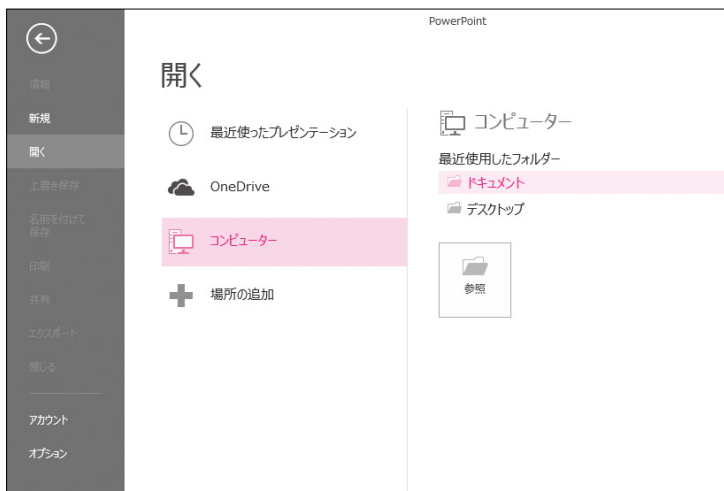 PowerPoint
情報
新規
開く
上書き保存
名前を付けて
保存
印刷
共有
エクスポート
閉じる
アカウント
オプション
開く
最近使ったプレゼンテーション
OneDrive
コンピューター
場所の追加
コンピューター
最近使用したフォルダー
ドキュメント
デスクトップ
参照